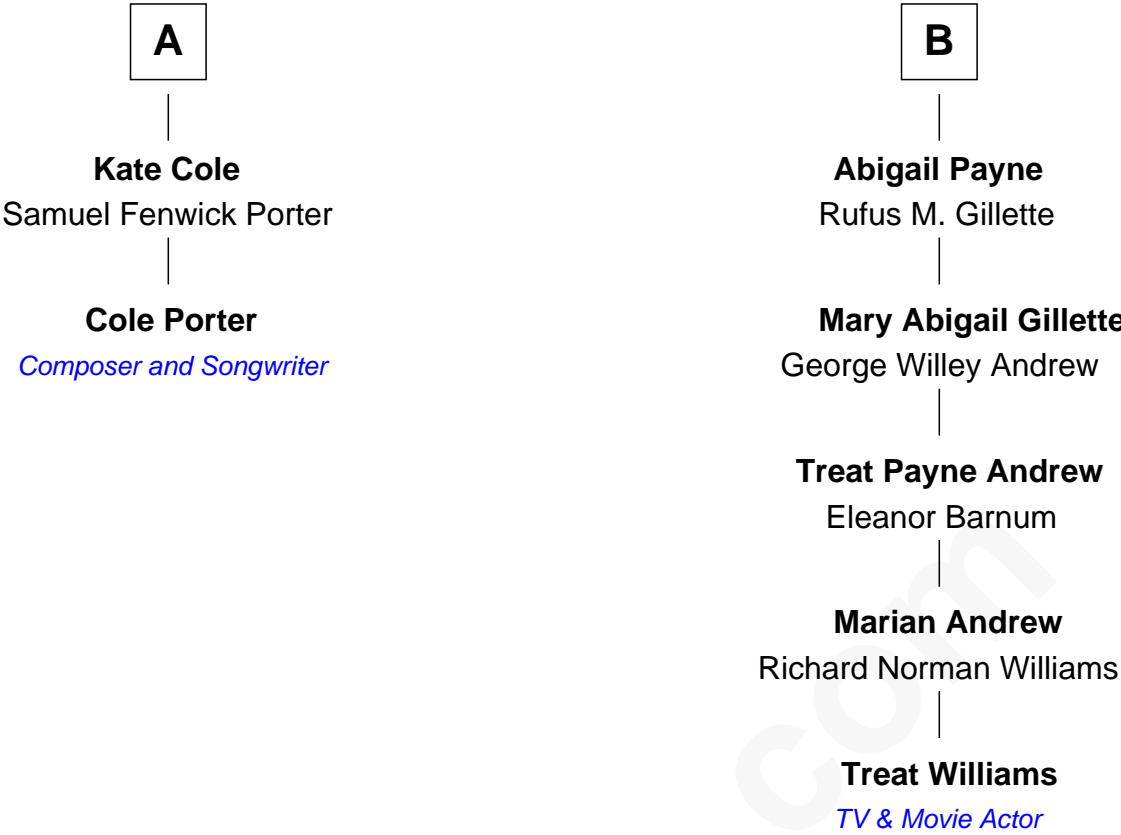 A
Kate Cole
Samuel Fenwick Porter
Cole Porter
Composer and Songwriter
B
Abigail Payne
Rufus M. Gillette
Mary Abigail Gillette
George Willey Andrew
Treat Payne Andrew
Eleanor Barnum
Marian Andrew
Richard Norman Williams
Treat Williams
TV & Movie Actor
com